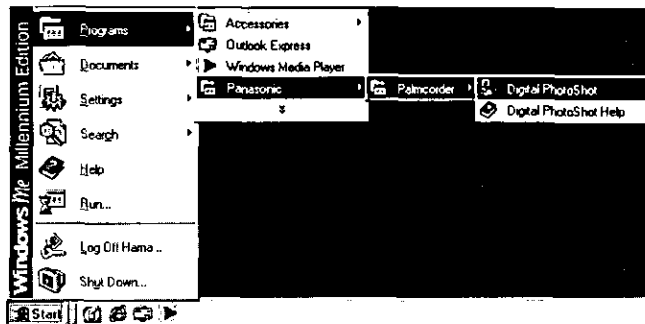 Windows Me Millennium Edition
Programs
Documents
Settings
Search
Help
Run...
Log Off Hama...
Shut Down...
Accessories
Outlook Express
Windows Media Player
Panasonic
Palmcorder
Digital PhotoShot
Digital PhotoShot Help
Start